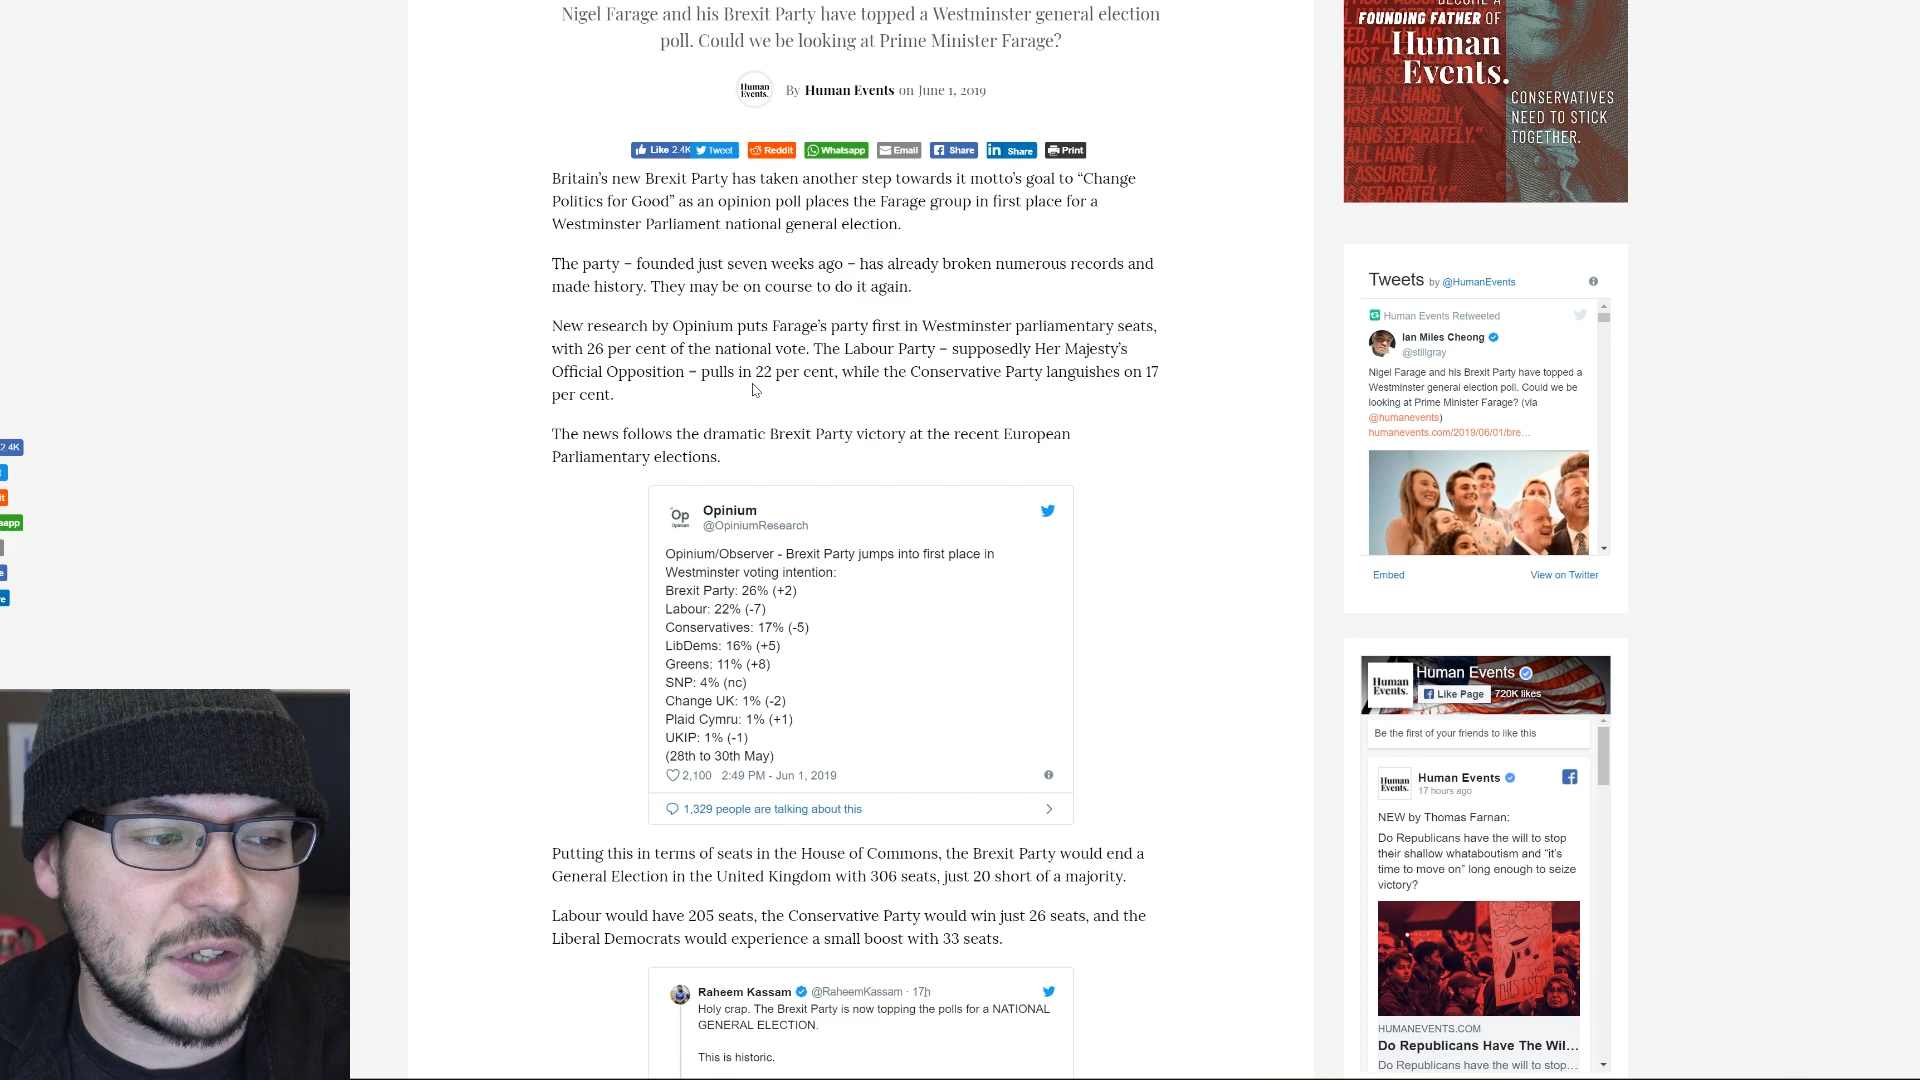 Nigel Farage and his Brexit Party have topped a Westminster general election
poll. Could we be looking at Prime Minister Farage?
Human
Events.
By Human Events on June 1, 2019
Like 2.4K
Tweet
Reddit
Whatsapp
Email
Share
Share
Print
Britain's new Brexit Party has taken another step towards it motto's goal to “Change
Politics for Good” as an opinion poll places the Farage group in first place for a
Westminster Parliament national general election.
The party – founded just seven weeks ago – has already broken numerous records and
made history. They may be on course to do it again.
New research by Opinium puts Farage's party first in Westminster parliamentary seats,
with 26 per cent of the national vote. The Labour Party – supposedly Her Majesty's
Official Opposition – pulls in 22 per cent, while the Conservative Party languishes on 17
per cent.
The news follows the dramatic Brexit Party victory at the recent European
Parliamentary elections.
Op
Opinium
Opinium
@OpiniumResearch
Opinium/Observer - Brexit Party jumps into first place in
Westminster voting intention:
Brexit Party: 26% (+2)
Labour: 22% (-7)
Conservatives: 17% (-5)
LibDems: 16% (+5)
Greens: 11% (+8)
SNP: 4% (nc)
Change UK: 1% (-2)
Plaid Cymru: 1% (+1)
UKIP: 1% (-1)
(28th to 30th May)
2,100 2:49 PM - Jun 1, 2019
1,329 people are talking about this
Putting this in terms of seats in the House of Commons, the Brexit Party would end a
General Election in the United Kingdom with 306 seats, just 20 short of a majority.
Labour would have 205 seats, the Conservative Party would win just 26 seats, and the
Liberal Democrats would experience a small boost with 33 seats.
Raheem Kassam @RaheemKassam · 17h
Holy crap. The Brexit Party is now topping the polls for a NATIONAL
GENERAL ELECTION.
This is historic.
2.4K
t
it
sapp
e
re
BECOME A
FOUNDING FATHER OF
Human
Events.
CONSERVATIVES
NEED TO STICK
TOGETHER.
ALL HANG
SEPARATELY.”
Tweets by @HumanEvents
Human Events Retweeted
Ian Miles Cheong
@stillgray
Nigel Farage and his Brexit Party have topped a
Westminster general election poll. Could we be
looking at Prime Minister Farage? (via
@humanevents)
humanevents.com/2019/06/01/bre…
Embed
View on Twitter
Human
Events.
Human Events
Like Page
720K likes
Be the first of your friends to like this
Human
Events.
Human Events
17 hours ago
NEW by Thomas Farnan:
Do Republicans have the will to stop
their shallow whataboutism and “it's
time to move on” long enough to seize
victory?
HUMANEVENTS.COM
Do Republicans Have The Wil...
Do Republicans have the will to stop...